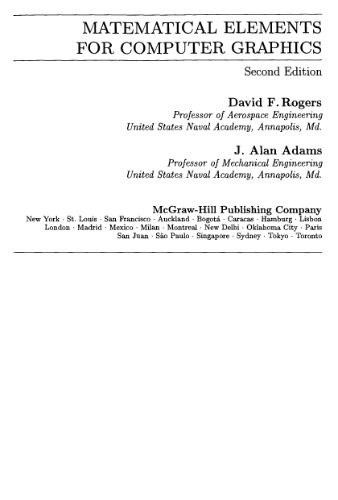 MATEMATICAL ELEMENTS
FOR COMPUTER GRAPHICS
Second Edition
David F. Rogers
Professor of Aerospace Engineering
United States Naval Academy, Annapolis, Md.
J. Alan Adams
Professor of Mechanical Engineering
United States Naval Academy, Annapolis, Md.
McGraw-Hill Publishing Company
New York · St. Louis · San Francisco · Auckland · Bogotá · Caracas · Hamburg · Lisbon
London · Madrid · Mexico · Milan · Montreal · New Delhi · Oklahoma City · Paris
San Juan · São Paulo · Singapore · Sydney · Tokyo · Toronto